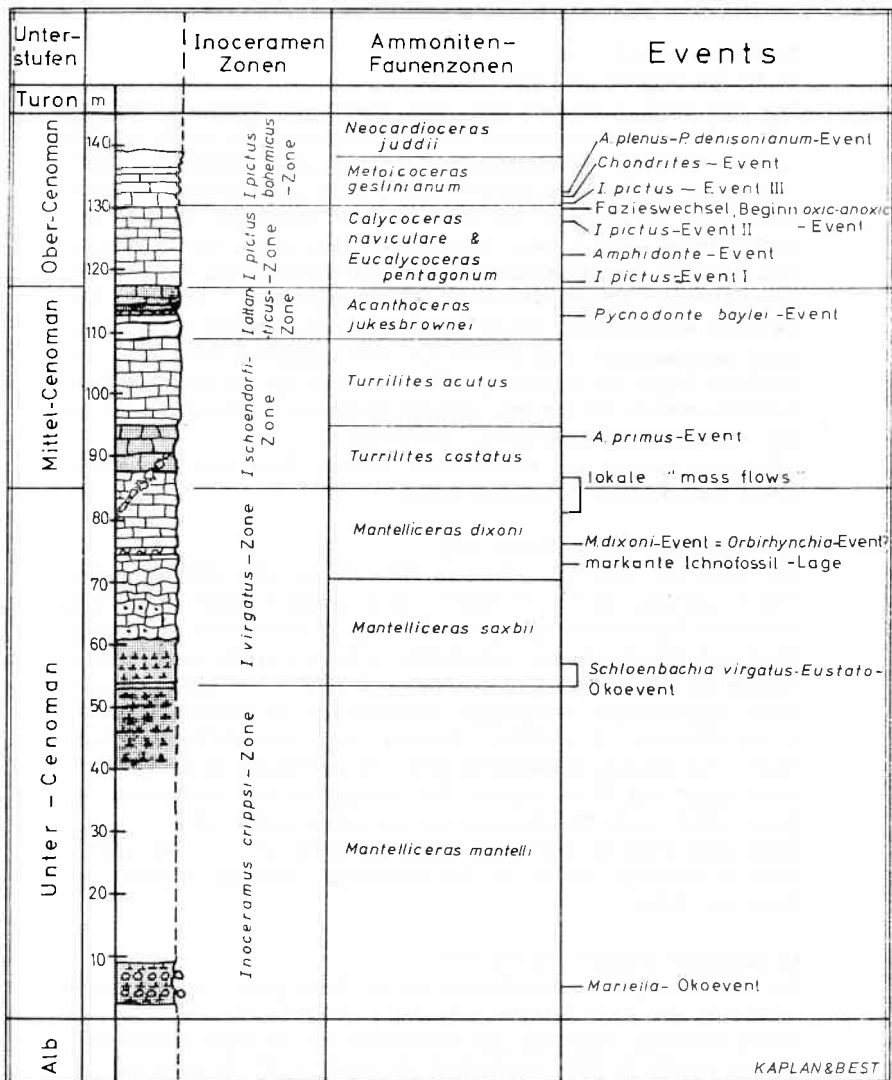 Unter-
stufen
Inoceramen
Zonen
Ammoniten-
Faunenzonen
Events
Turon
m
Ober-Cenoman
Mittel-Cenoman
Unter - Cenoman
Alb
140
130
120
110
100
90
80
70
60
50
40
30
20
10
I pictus
bohemicus
-Zone
I pictus
-Zone
I atlan-
ticus-
Zone
I schoendorfi-
Zone
I virgatus - Zone
Inoceramus crippsi - Zone
Neocardioceras
juddii
Metoicoceras
geslinianum
Calycoceras
naviculare &
Eucalycoceras
pentagonum
Acanthoceras
jukesbrownei
Turrilites acutus
Turrilites costatus
Mantelliceras dixoni
Mantelliceras saxbii
Mantelliceras mantelli
A. plenus-P. denisonianum-Event
Chondrites - Event
I. pictus - Event III
Fazieswechsel, Beginn oxic-anoxic
- Event
I pictus-Event II
Amphidonte - Event
I. pictus-Event I
Pycnodonte baylei - Event
A. primus-Event
lokale "mass flows"
M. dixoni-Event = Orbirhynchia-Event?
markante Ichnofossil - Lage
Schloenbachia virgatus-Eustato-
Okoevent
Mariella- Okoevent
KAPLAN & BEST